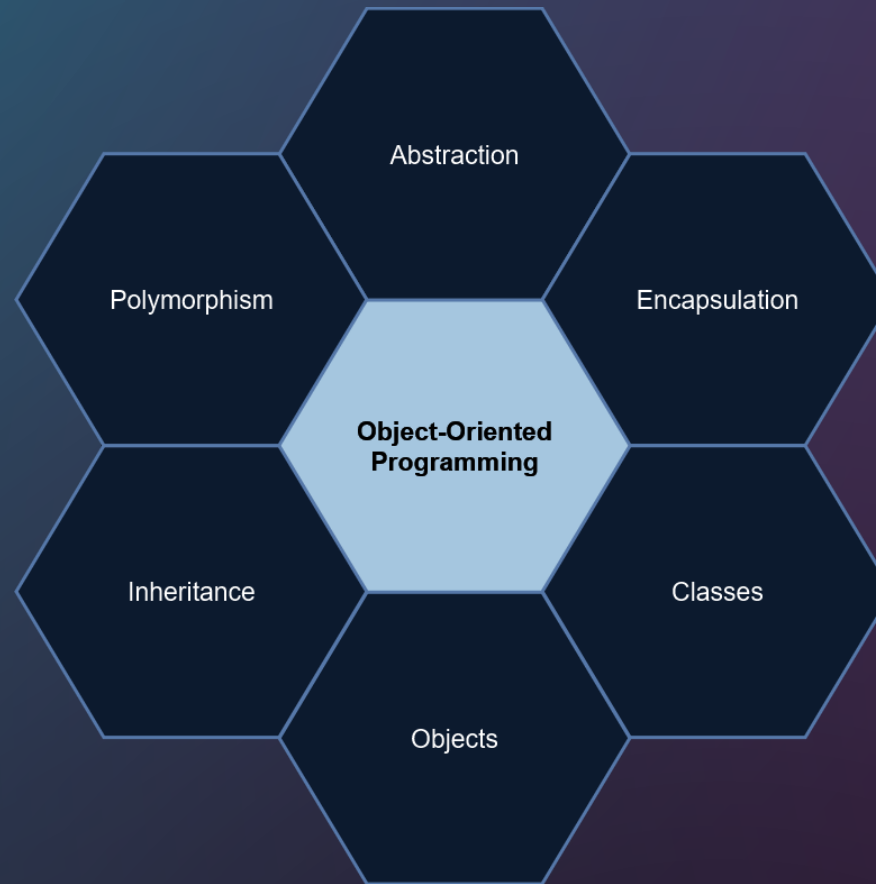 Abstraction
Polymorphism
Encapsulation
Object-Oriented
Programming
Inheritance
Classes
Objects